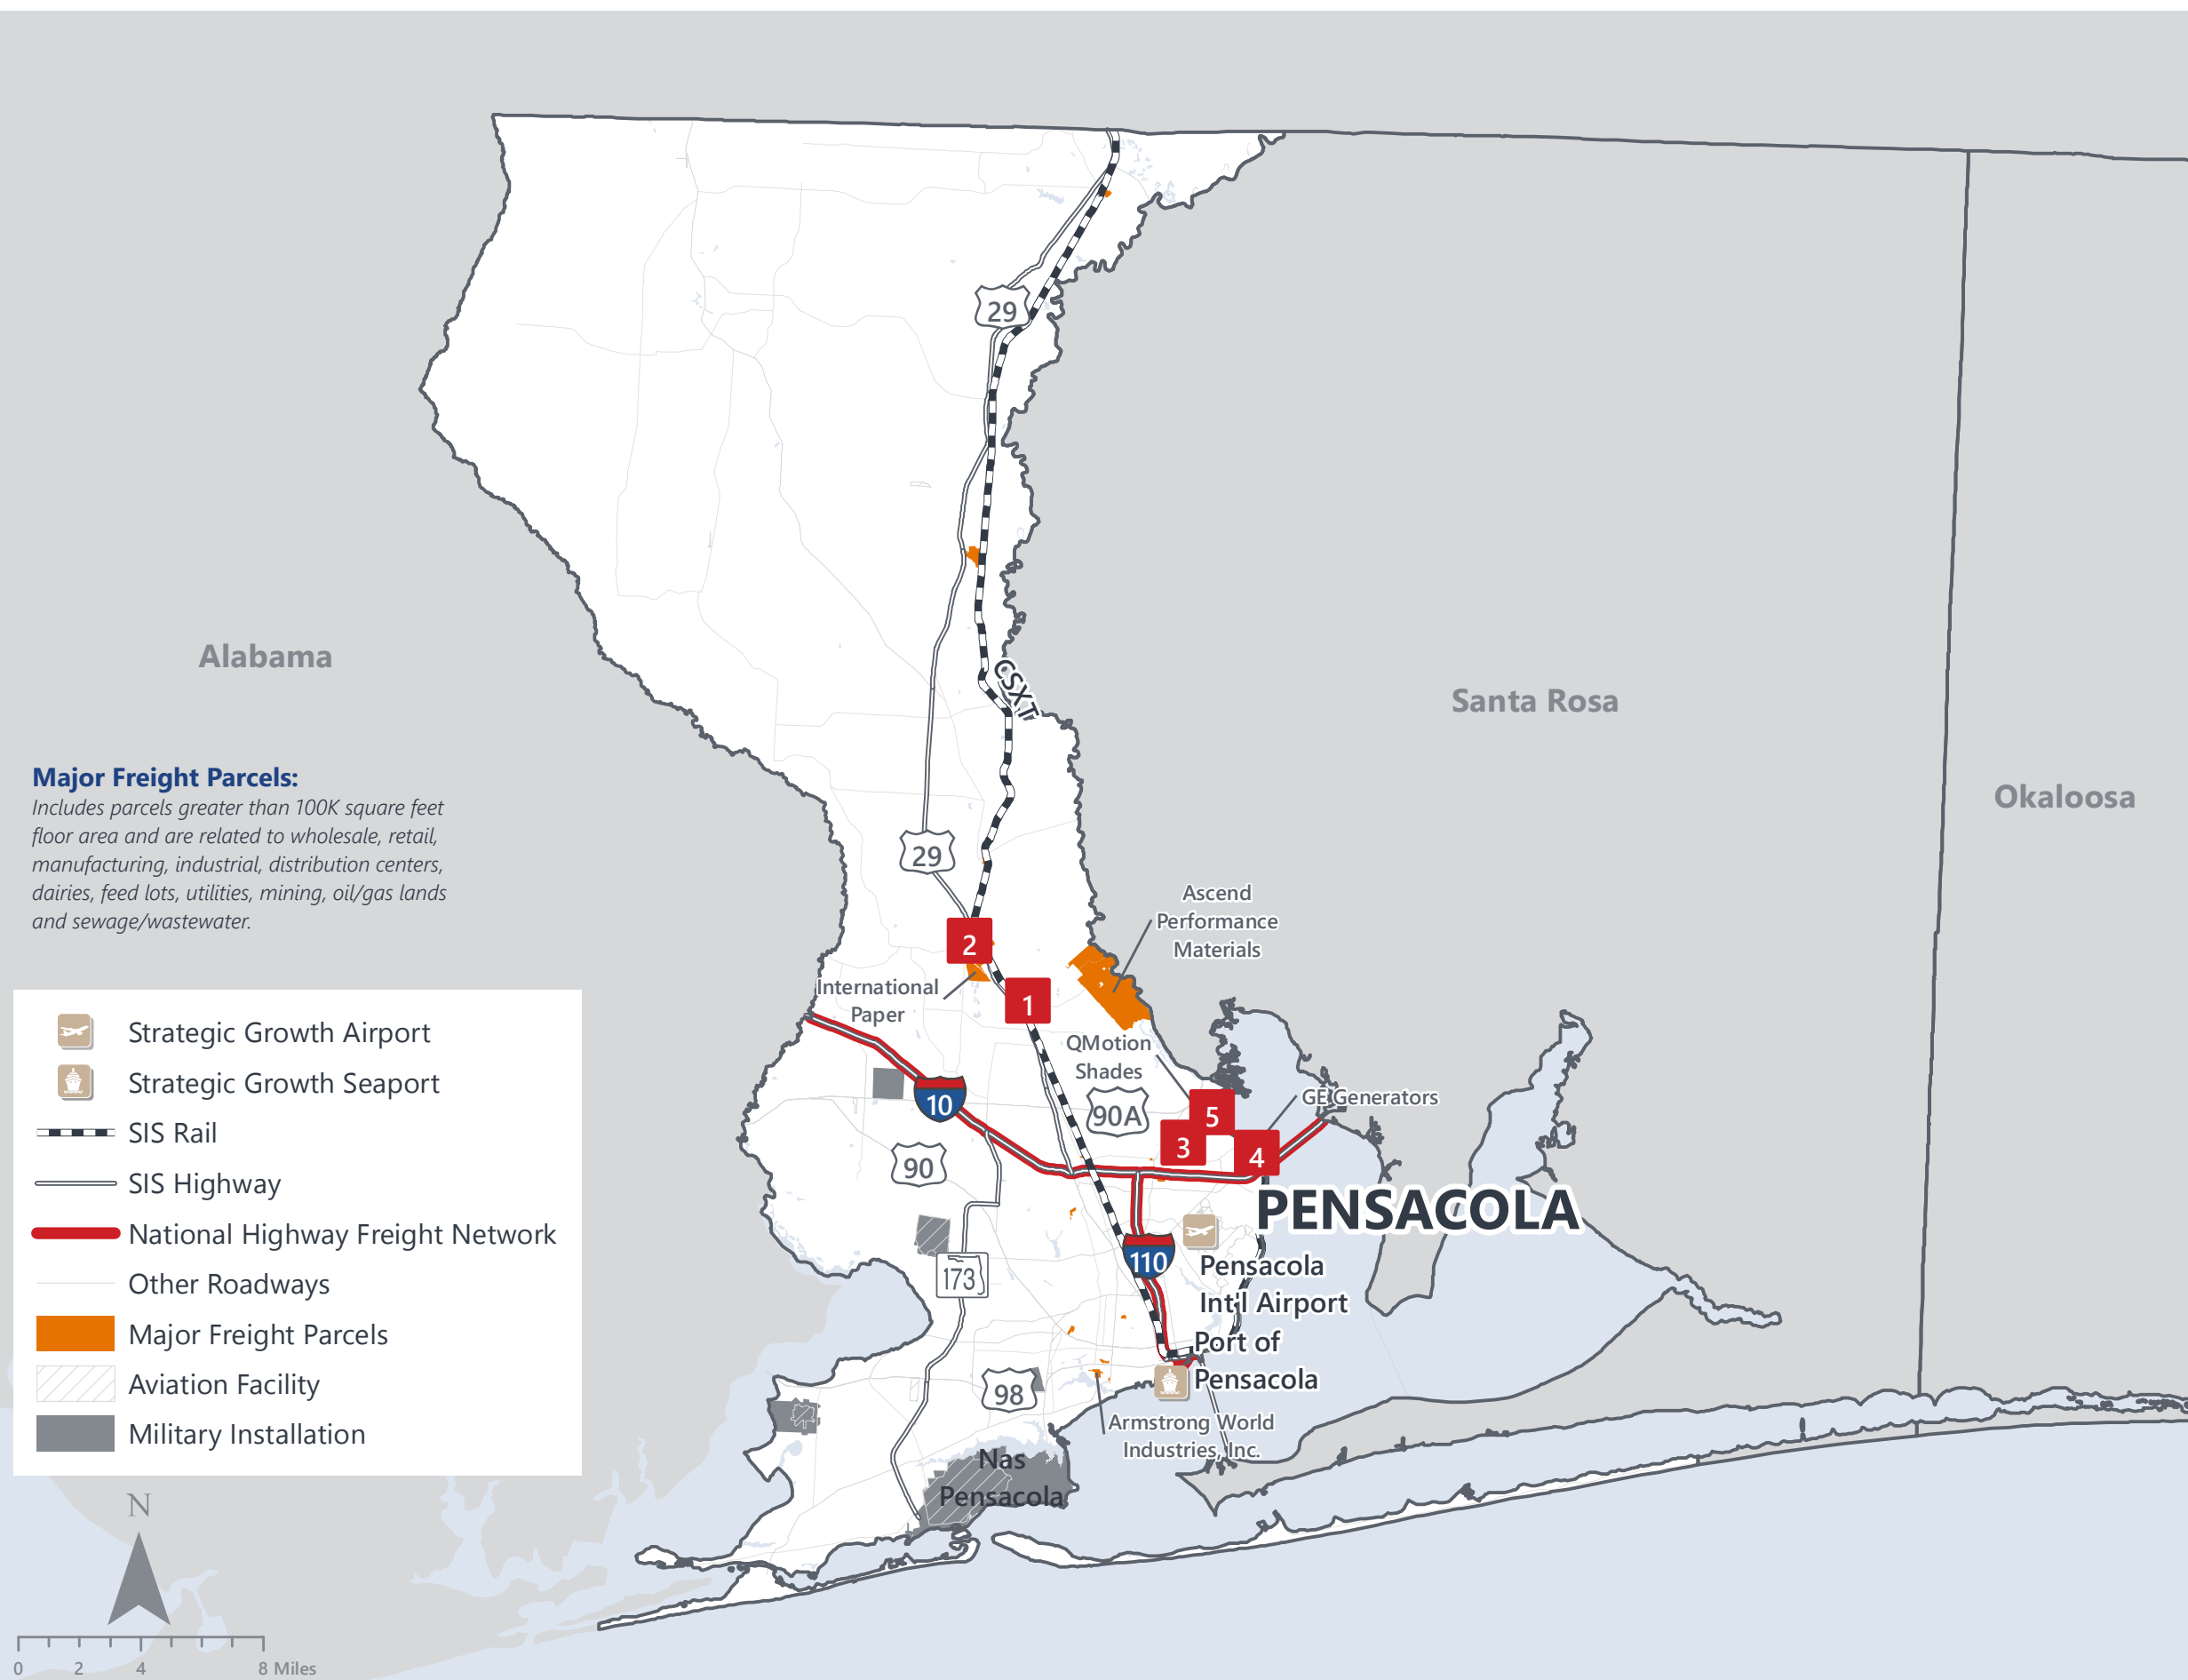 29
Alabama
CSXT
Santa Rosa
Okaloosa
Major Freight Parcels:
Includes parcels greater than 100K square feet
floor area and are related to wholesale, retail,
manufacturing, industrial, distribution centers,
dairies, feed lots, utilities, mining, oil/gas lands
and sewage/wastewater.
29
Ascend
Performance
Materials
2
International
Paper
1
QMotion
Shades
90A
GE Generators
5
3
4
10
90
PENSACOLA
173
110
Pensacola
Int'l Airport
Port of
Pensacola
98
Armstrong World
Industries, Inc.
Nas
Pensacola
Strategic Growth Airport
Strategic Growth Seaport
SIS Rail
SIS Highway
National Highway Freight Network
Other Roadways
Major Freight Parcels
Aviation Facility
Military Installation
N
0 2 4 8 Miles